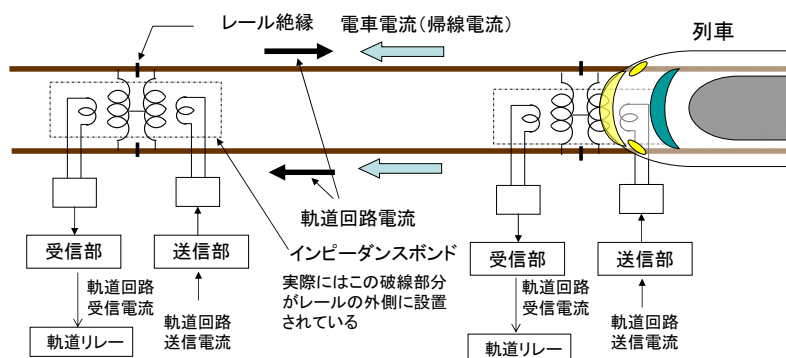 レール絶縁
電車電流(帰線電流)
列車
軌道回路電流
インピーダンスボンド
実際にはこの破線部分
がレールの外側に設置
されている
受信部
送信部
軌道回路
受信電流
軌道回路
送信電流
軌道リレー
受信部
送信部
軌道回路
受信電流
軌道回路
送信電流
軌道リレー